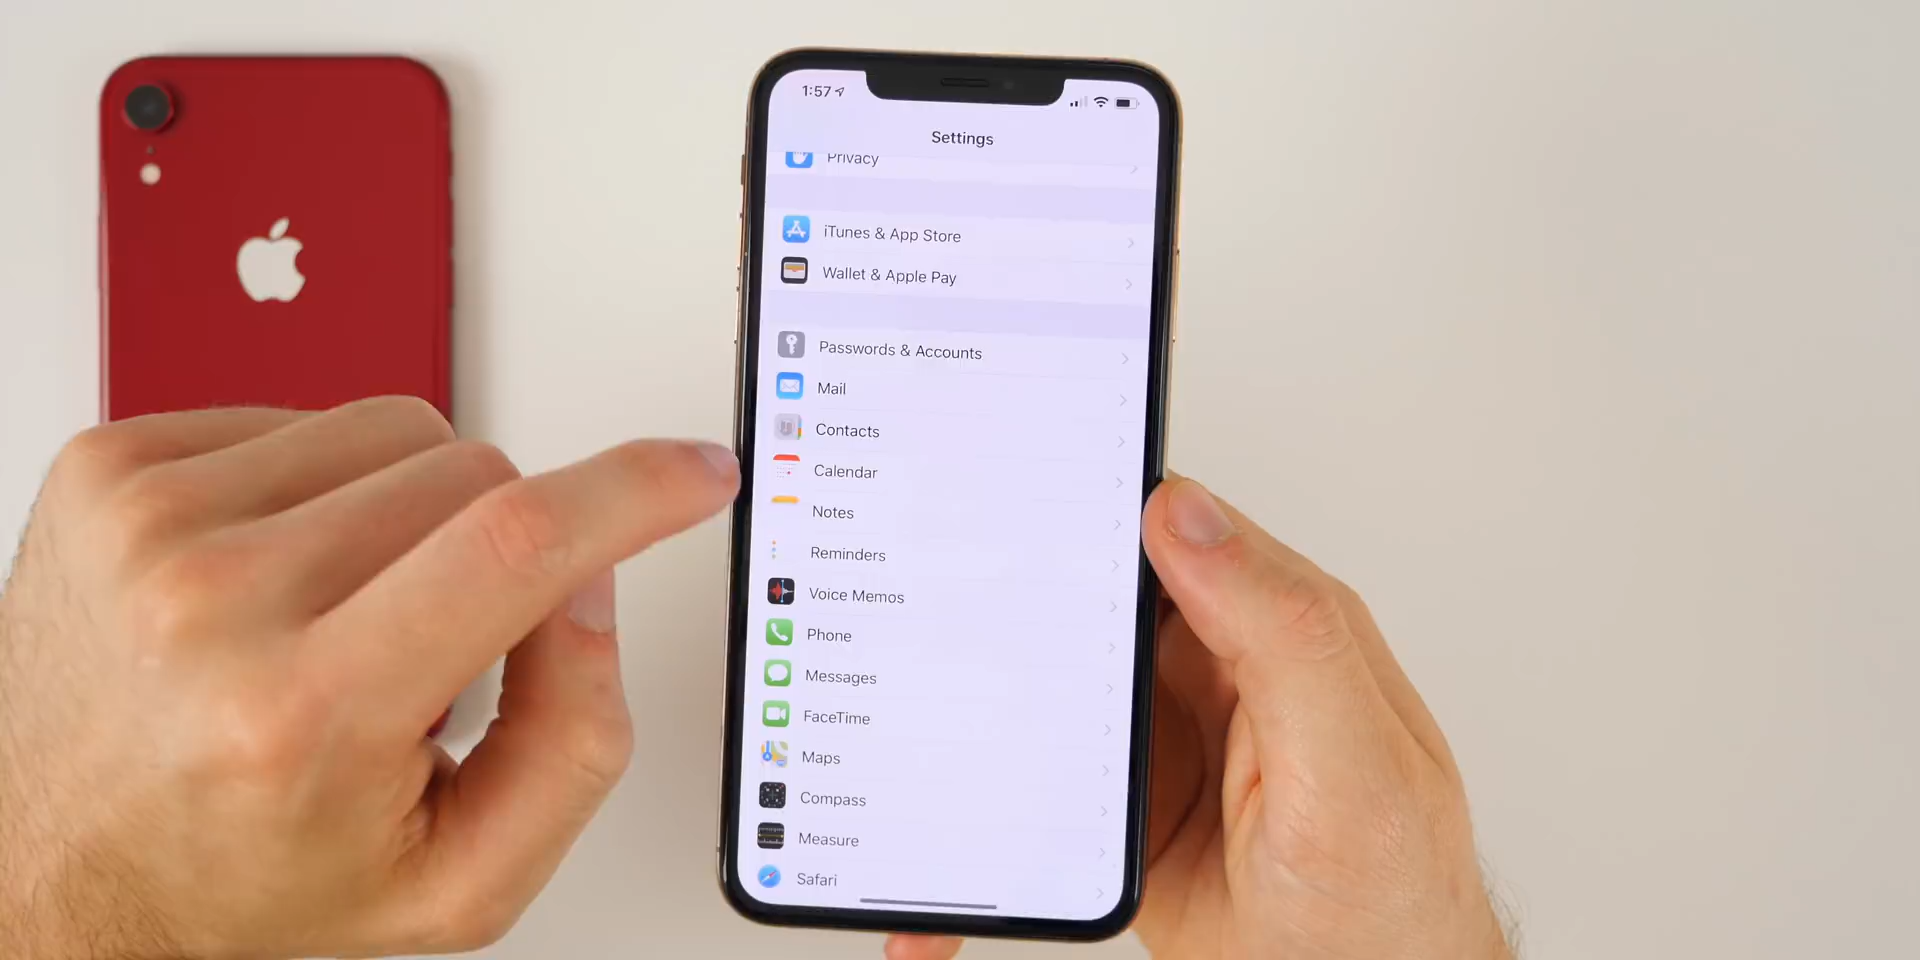 1:57
Settings
Privacy
iTunes & App Store
Wallet & Apple Pay
Passwords & Accounts
Mail
Contacts
Calendar
Notes
Reminders
Voice Memos
Phone
Messages
FaceTime
Maps
Compass
Measure
Safari